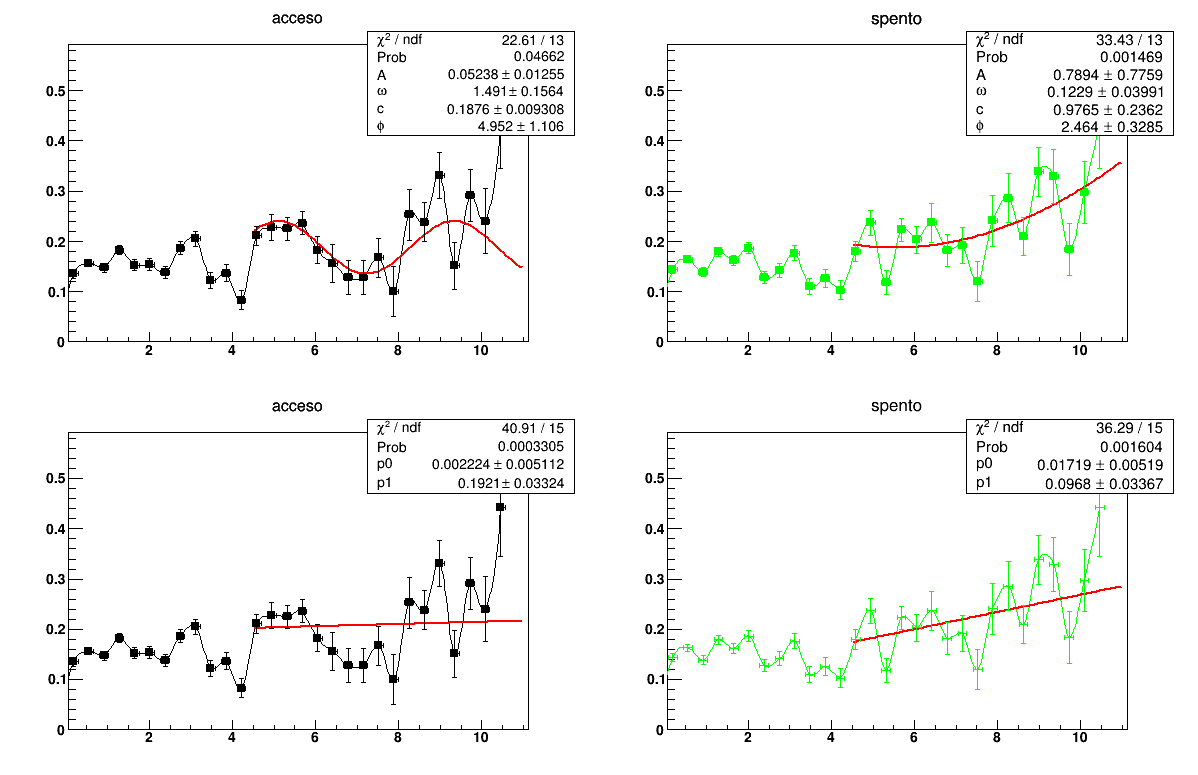 acceso
χ² / ndf 22.61 / 13
Prob 0.04662
A 0.05238 ± 0.01255
ω 1.491 ± 0.1564
c 0.1876 ± 0.009308
ϕ 4.952 ± 1.106
0.5
0.4
0.3
0.2
0.1
0
2 4 6 8 10
spento
χ² / ndf 33.43 / 13
Prob 0.001469
A 0.7894 ± 0.7759
ω 0.1229 ± 0.03991
c 0.9765 ± 0.2362
ϕ 2.464 ± 0.3285
0.5
0.4
0.3
0.2
0.1
0
2 4 6 8 10
acceso
χ² / ndf 40.91 / 15
Prob 0.0003305
p0 0.002224 ± 0.005112
p1 0.1921 ± 0.03324
0.5
0.4
0.3
0.2
0.1
0
2 4 6 8 10
spento
χ² / ndf 36.29 / 15
Prob 0.001604
p0 0.01719 ± 0.00519
p1 0.0968 ± 0.03367
0.5
0.4
0.3
0.2
0.1
0
2 4 6 8 10